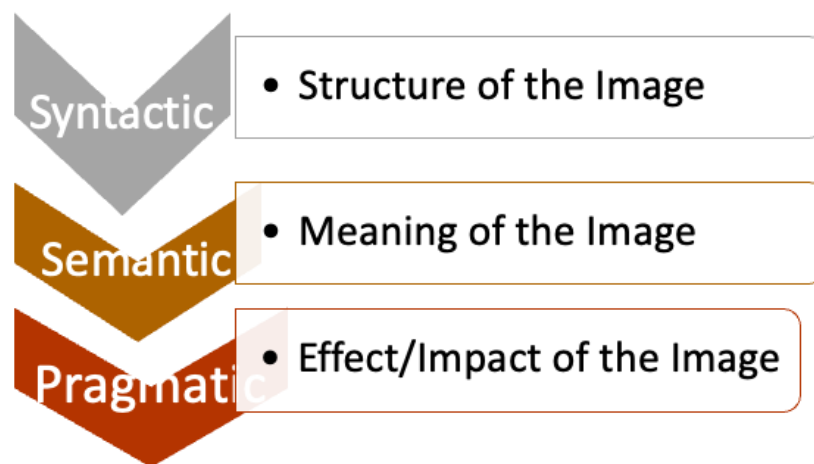 Syntactic
• Structure of the Image
Semantic
• Meaning of the Image
Pragmatic
• Effect/Impact of the Image